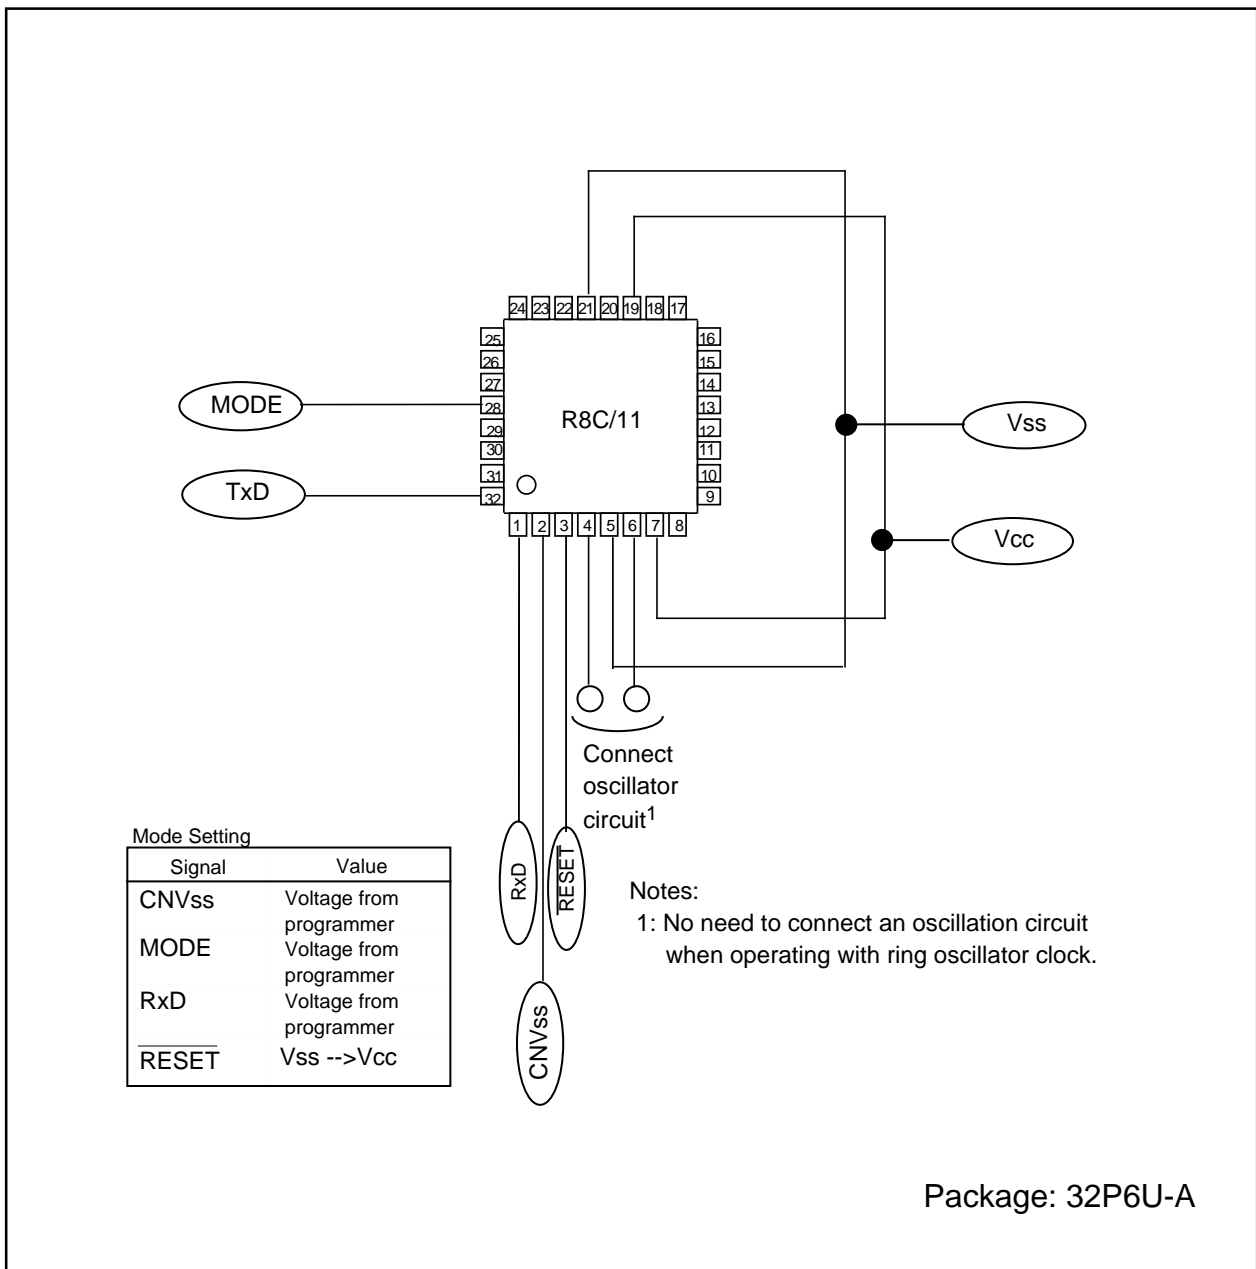 24 23 22 21 20 19 18 17
25
26
27
28
29
30
31
32
16
15
14
13
12
11
10
9
R8C/11
1 2 3 4 5 6 7 8
MODE
TxD
Vss
Vcc
Connect
oscillator
circuit1
RxD
RESET
CNVss
Mode Setting
Signal Value
CNVss Voltage from
programmer
MODE Voltage from
programmer
RxD Voltage from
programmer
RESET Vss -->Vcc
Notes:
1: No need to connect an oscillation circuit
when operating with ring oscillator clock.
Package: 32P6U-A